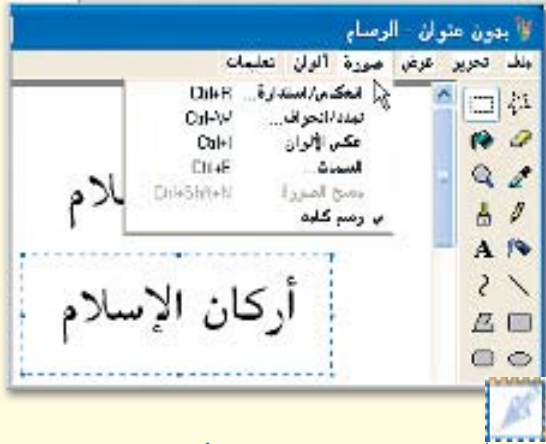 بدون عنوان - الرسام
ملف تحرير عرض صورة ألوان تعليمات
انعكاس/استدارة... Ctrl+R
تمدد/انحراف... Ctrl+W
عكس الألوان Ctrl+I
السمات... Ctrl+E
مسح الصورة Ctrl+Shift+N
رسم كليلة
لام
أركان الإسلام
A